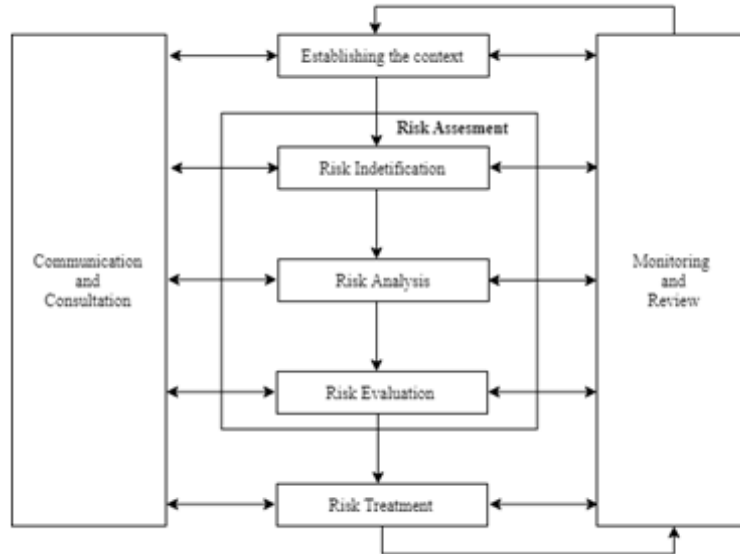 Establishing the context
Risk Assesment
Risk Indetification
Communication
and
Consultation
Risk Analysis
Monitoring
and
Review
Risk Evaluation
Risk Treatment